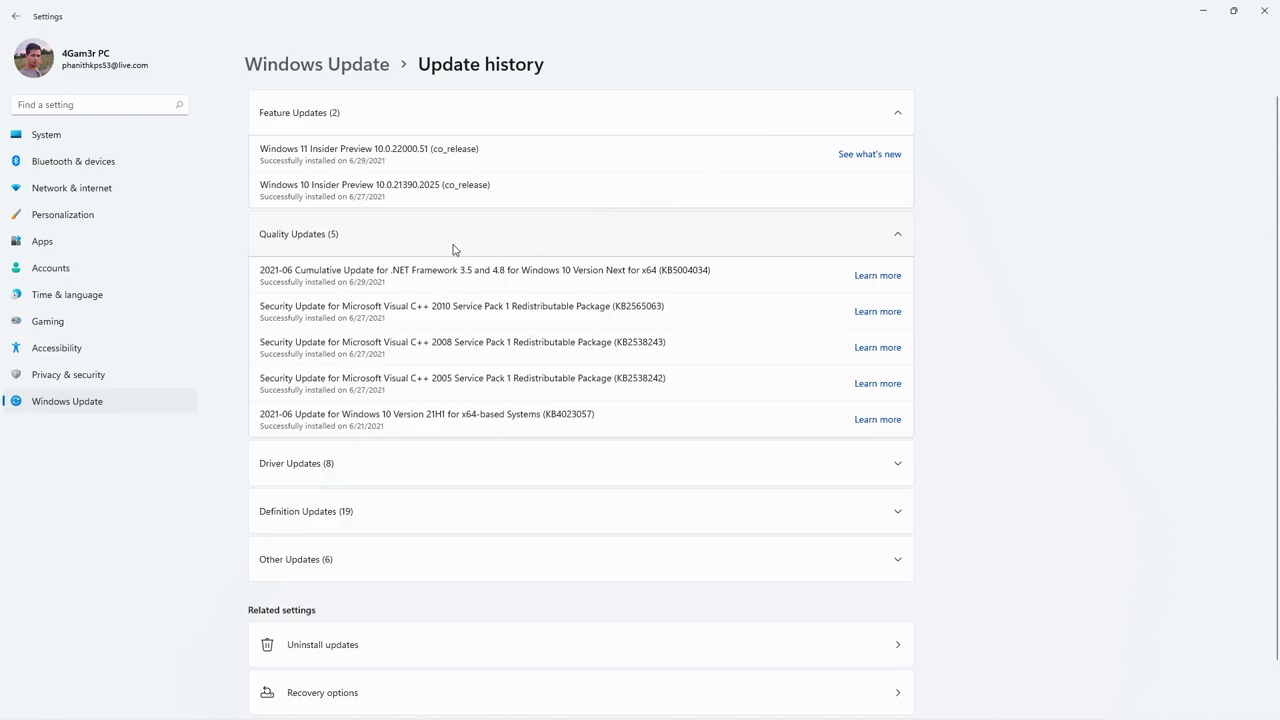 Settings
4Gam3r PC
phanithkps53@live.com
Find a setting
System
Bluetooth & devices
Network & internet
Personalization
Apps
Accounts
Time & language
Gaming
Accessibility
Privacy & security
Windows Update
Windows Update > Update history
Feature Updates (2)
Windows 11 Insider Preview 10.0.22000.51 (co_release)
Successfully installed on 6/29/2021
See what's new
Windows 10 Insider Preview 10.0.21390.2025 (co_release)
Successfully installed on 6/27/2021
Quality Updates (5)
2021-06 Cumulative Update for .NET Framework 3.5 and 4.8 for Windows 10 Version Next for x64 (KB5004034)
Successfully installed on 6/29/2021
Learn more
Security Update for Microsoft Visual C++ 2010 Service Pack 1 Redistributable Package (KB2565063)
Successfully installed on 6/27/2021
Learn more
Security Update for Microsoft Visual C++ 2008 Service Pack 1 Redistributable Package (KB2538243)
Successfully installed on 6/27/2021
Learn more
Security Update for Microsoft Visual C++ 2005 Service Pack 1 Redistributable Package (KB2538242)
Successfully installed on 6/27/2021
Learn more
2021-06 Update for Windows 10 Version 21H1 for x64-based Systems (KB4023057)
Successfully installed on 6/21/2021
Learn more
Driver Updates (8)
Definition Updates (19)
Other Updates (6)
Related settings
Uninstall updates
Recovery options